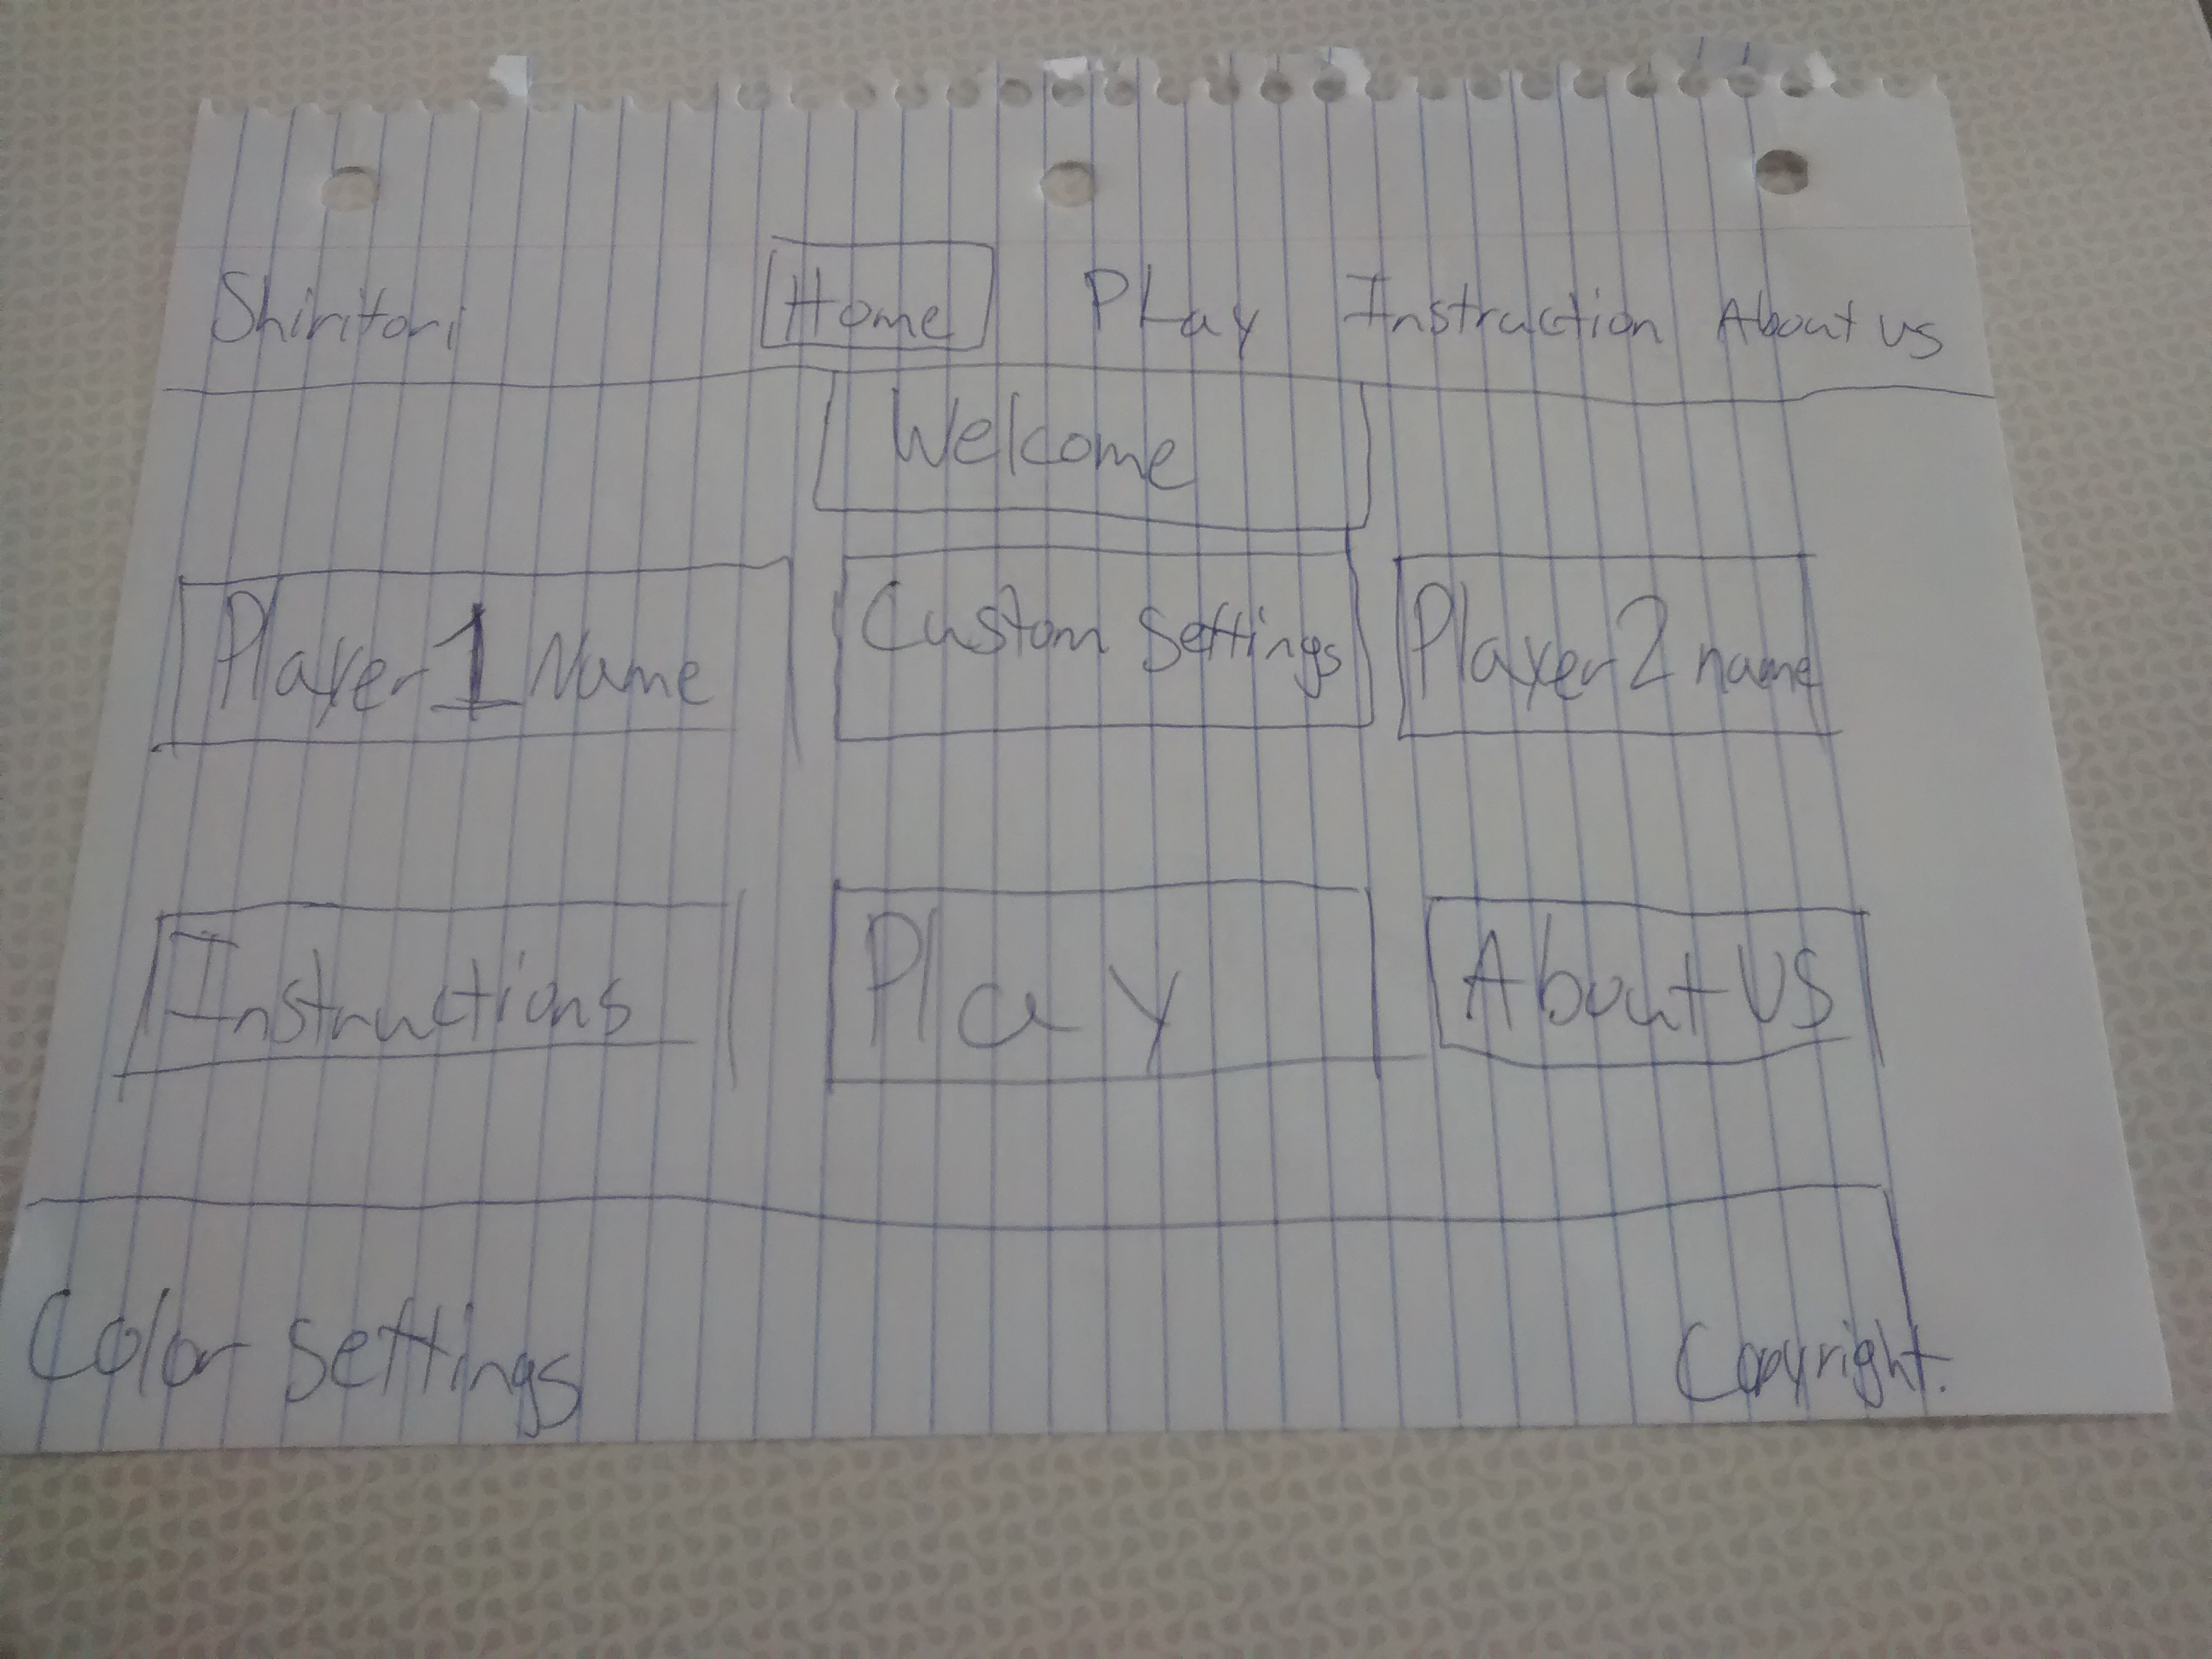 Shiritori Home Play Instruction About us
Welcome
Player 1 Name Custom Settings Player 2 name
Instructions Play About US
Color settings Copyright.